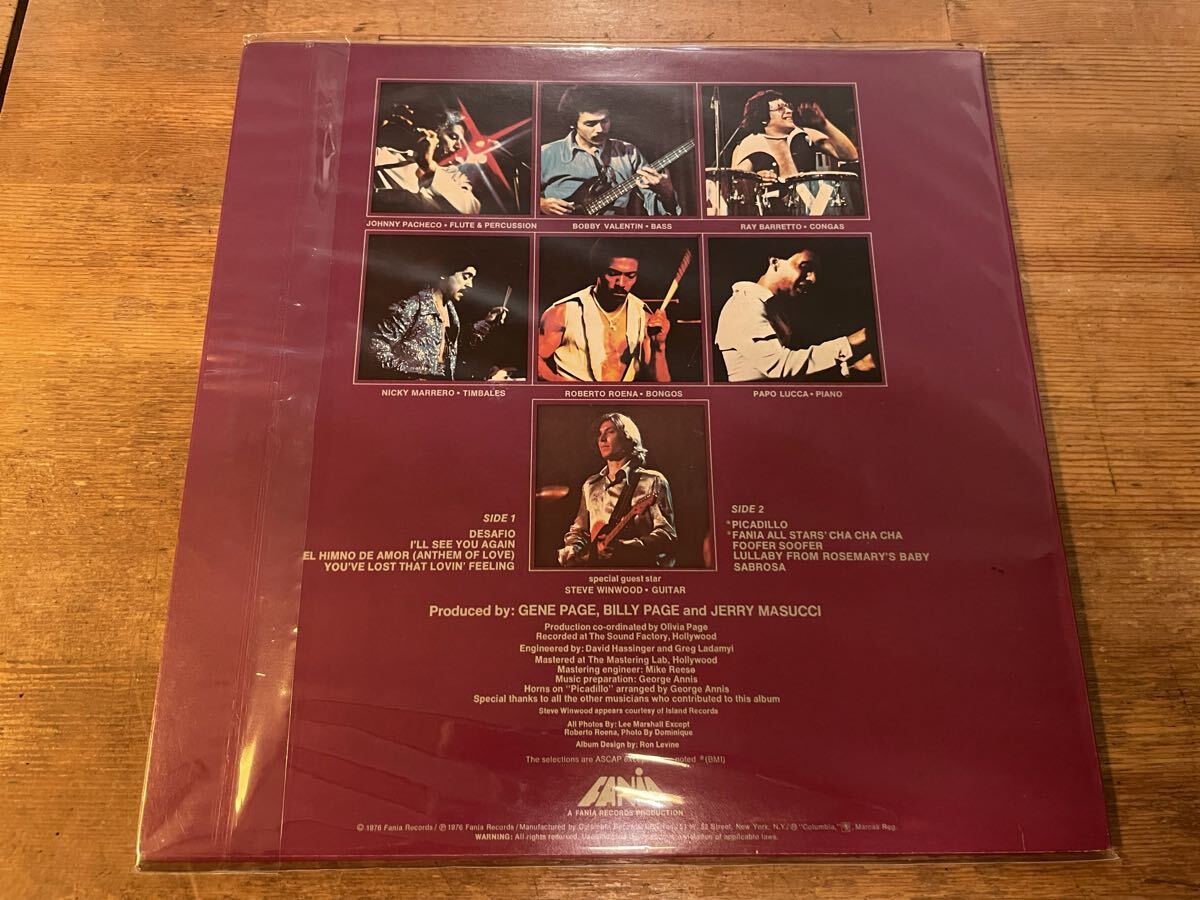 JOHNNY PACHECO • FLUTE & PERCUSSION
BOBBY VALENTIN • BASS
RAY BARRETTO • CONGAS
NICKY MARRERO • TIMBALES
ROBERTO ROENA • BONGOS
PAPO LUCCA • PIANO
SIDE 1
DESAFIO
I'LL SEE YOU AGAIN
EL HIMNO DE AMOR (ANTHEM OF LOVE)
YOU'VE LOST THAT LOVIN' FEELING
SIDE 2
*PICADILLO
*FANIA ALL STARS' CHA CHA CHA
FOOFER SOOFER
LULLABY FROM ROSEMARY'S BABY
SABROSA
special guest star
STEVE WINWOOD • GUITAR
Produced by: GENE PAGE, BILLY PAGE and JERRY MASUCCI
Production co-ordinated by Olivia Page
Recorded at The Sound Factory, Hollywood
Engineered by: David Hassinger and Greg Ladamyi
Mastered at The Mastering Lab, Hollywood
Mastering engineer: Mike Reese
Music preparation: George Annis
Horns on "Picadillo" arranged by George Annis
Special thanks to all the other musicians who contributed to this album
Steve Winwood appears courtesy of Island Records
All Photos By: Lee Marshall Except
Roberto Roena, Photo By Dominique
Album Design by: Ron Levine
The selections are ASCAP noted *(BMI)
FANIA
A FANIA RECORDS PRODUCTION
© 1976 Fania Records/ ℗ 1976 Fania Records/Manufactured by 51 W. 52 Street, New York, N.Y./ ® "Columbia," Marcas Reg.
WARNING: All rights reserved. violation of applicable laws.